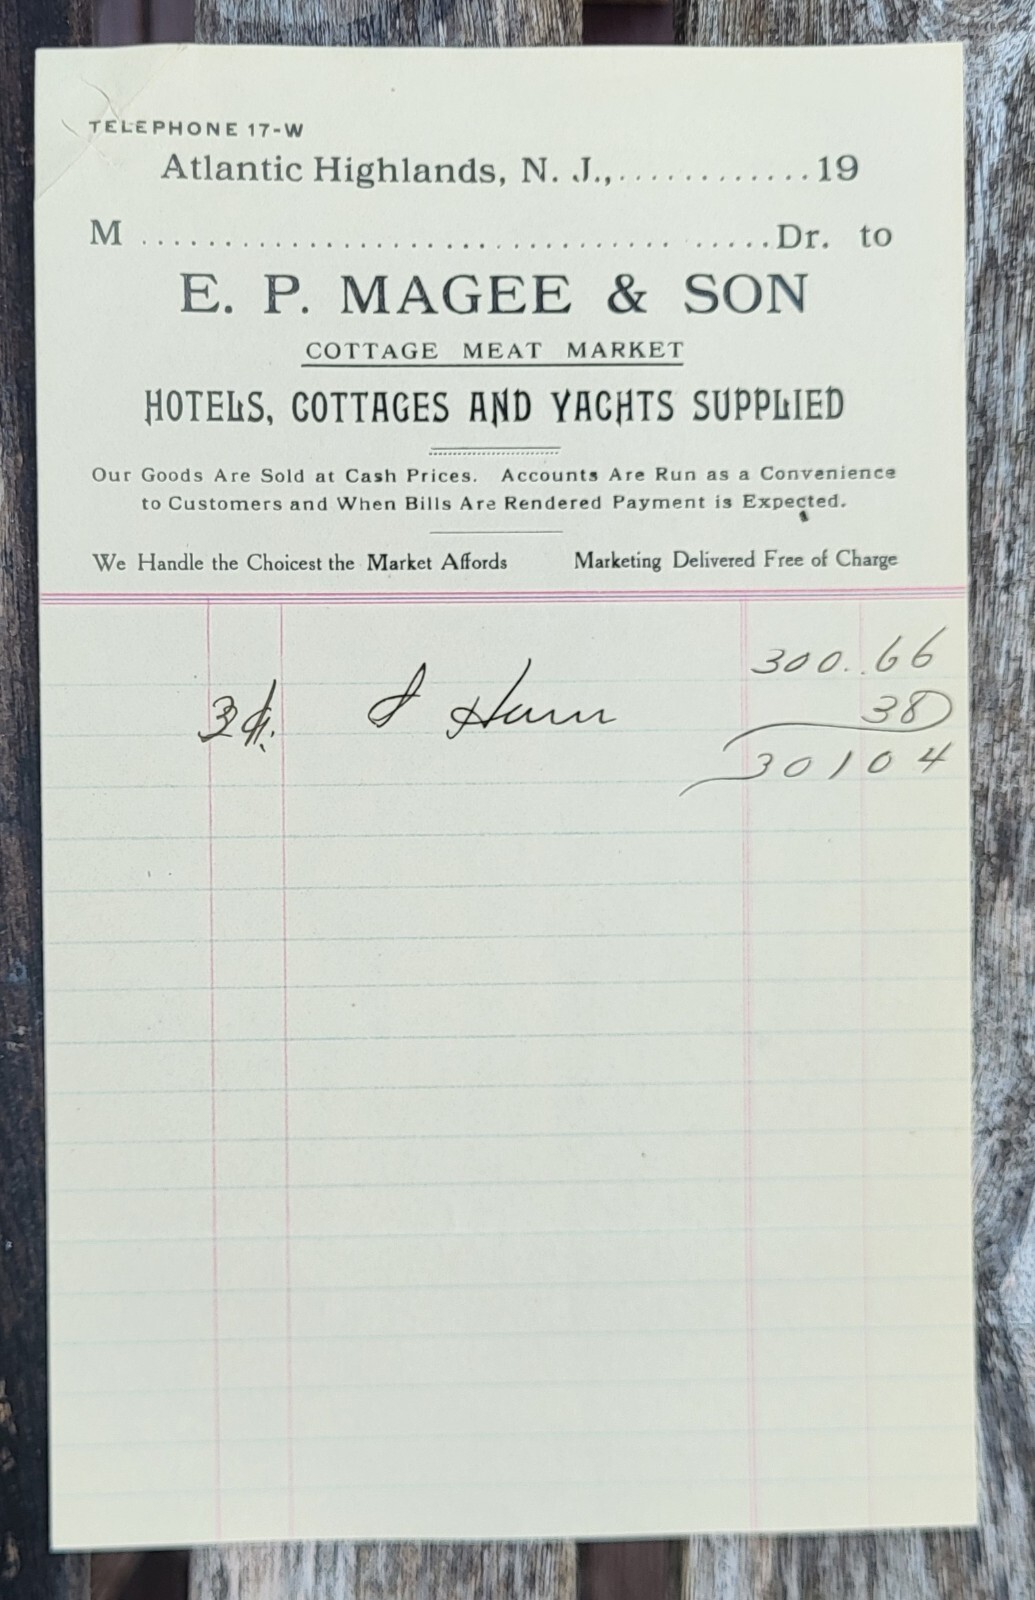 TELEPHONE 17-W
Atlantic Highlands, N. J.,............19
M ......................................Dr. to
E. P. MAGEE & SON
COTTAGE MEAT MARKET
HOTELS, COTTAGES AND YACHTS SUPPLIED
Our Goods Are Sold at Cash Prices. Accounts Are Run as a Convenience
to Customers and When Bills Are Rendered Payment is Expected.
We Handle the Choicest the Market Affords Marketing Delivered Free of Charge
300..66
Ham 38
30104